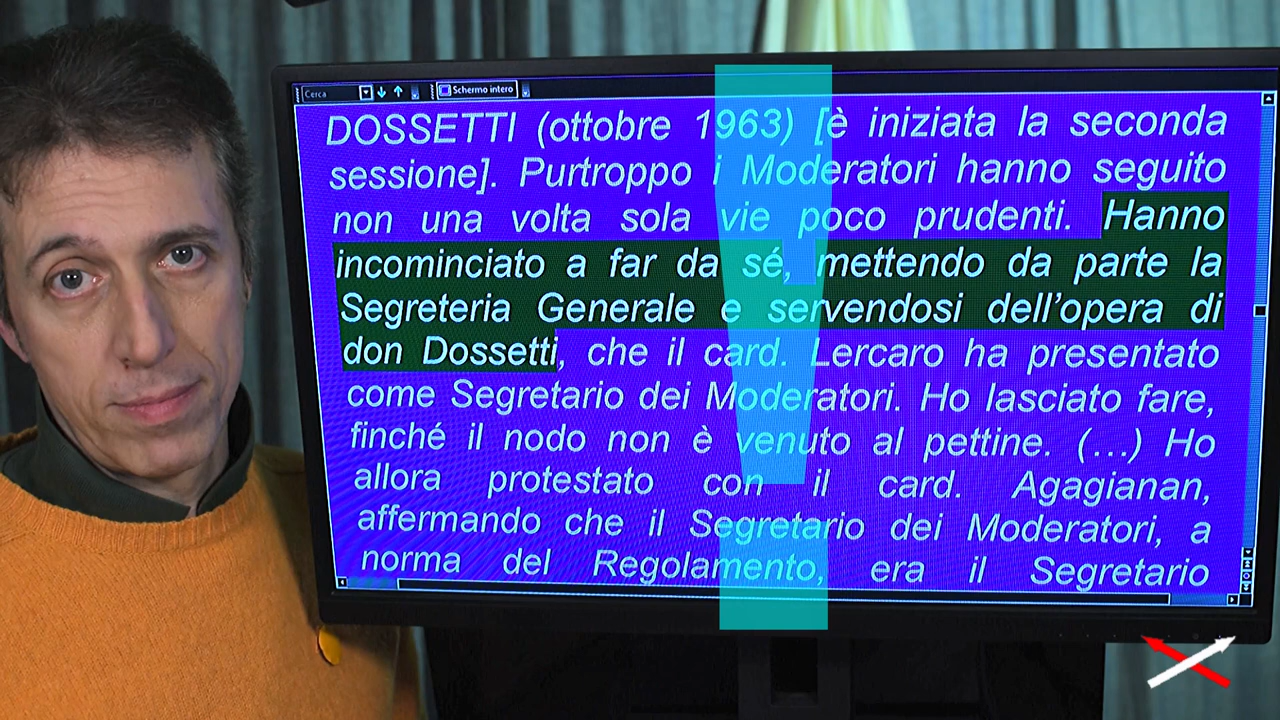 Cerca
Schermo intero
DOSSETTI (ottobre 1963) [è iniziata la seconda
sessione]. Purtroppo i Moderatori hanno seguito
non una volta sola vie poco prudenti. Hanno
incominciato a far da sé, mettendo da parte la
Segreteria Generale e servendosi dell’opera di
don Dossetti, che il card. Lercaro ha presentato
come Segretario dei Moderatori. Ho lasciato fare,
finché il nodo non è venuto al pettine. (…) Ho
allora protestato con il card. Agagianan,
affermando che il Segretario dei Moderatori, a
norma del Regolamento, era il Segretario
!